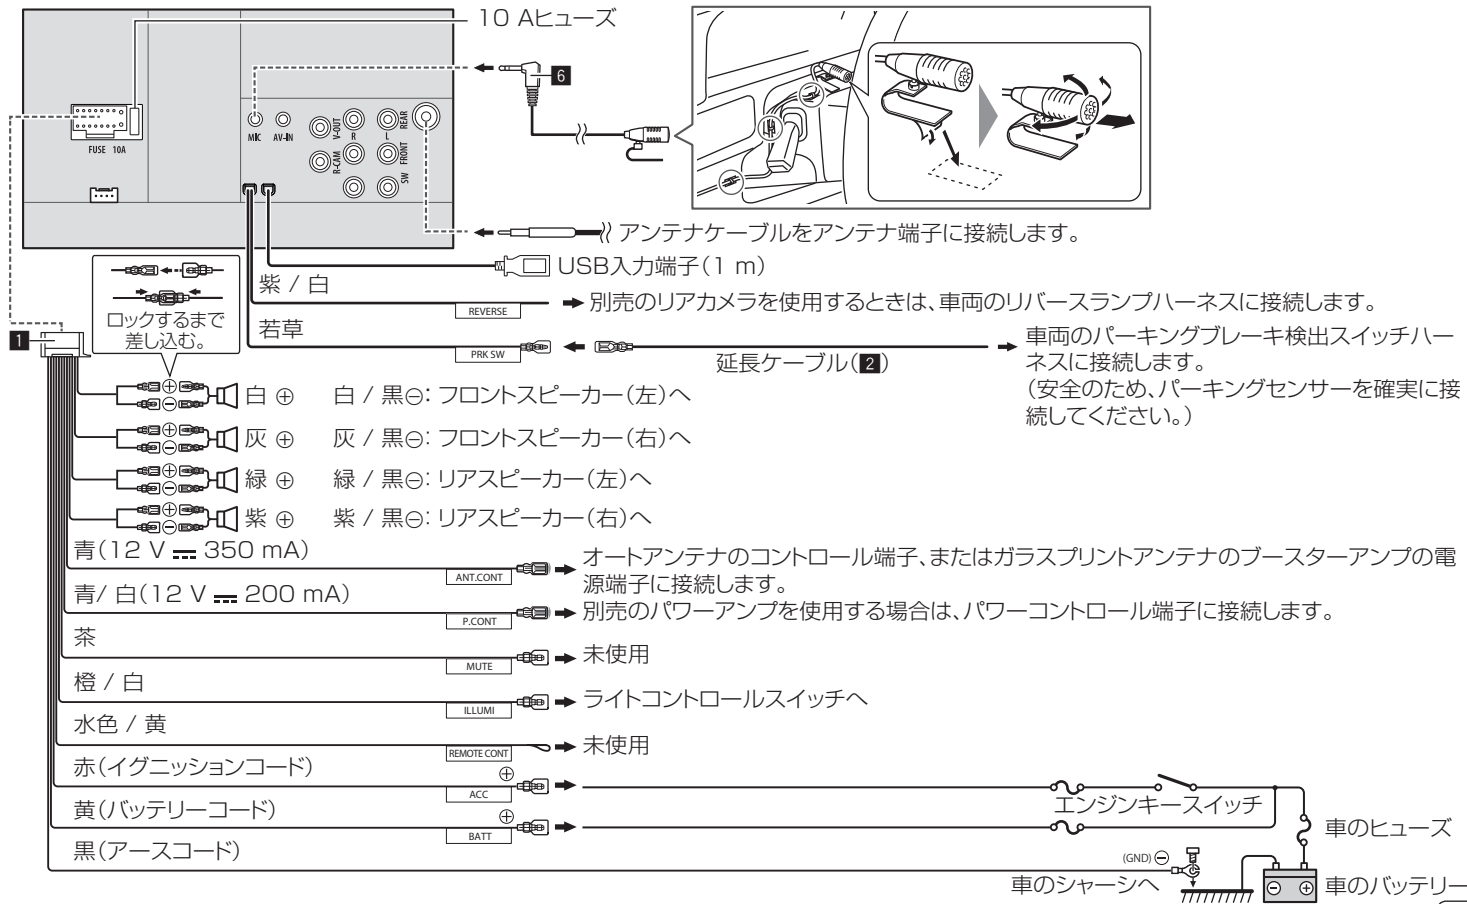 10 Aヒューズ
6
MIC
AV-IN
V-OUT
R
L
REAR
R-CAM
FRONT
SW
FUSE 10A
アンテナケーブルをアンテナ端子に接続します。
USB入力端子（1 m）
紫 / 白
REVERSE
別売のリアカメラを使用するときは、車両のリバースランプハーネスに接続します。
ロックするまで
差し込む。
1
若草
PRK SW
延長ケーブル（2）
車両のパーキングブレーキ検出スイッチハー
ネスに接続します。
（安全のため、パーキングセンサーを確実に接
続してください。）
⊕
⊖
白 ⊕ 白 / 黒⊖: フロントスピーカー（左）へ
⊕
⊖
灰 ⊕ 灰 / 黒⊖: フロントスピーカー（右）へ
⊕
⊖
緑 ⊕ 緑 / 黒⊖: リアスピーカー（左）へ
⊕
⊖
紫 ⊕ 紫 / 黒⊖: リアスピーカー（右）へ
青（12 V ⎓ 350 mA）
ANT.CONT
オートアンテナのコントロール端子、またはガラスプリントアンテナのブースターアンプの電
源端子に接続します。
青/ 白（12 V ⎓ 200 mA）
P.CONT
別売のパワーアンプを使用する場合は、パワーコントロール端子に接続します。
茶
MUTE
未使用
橙 / 白
ILLUMI
ライトコントロールスイッチへ
水色 / 黄
REMOTE CONT
未使用
赤（イグニッションコード）
⊕
ACC
エンジンキースイッチ
黄（バッテリーコード）
⊕
BATT
車のヒューズ
黒（アースコード）
(GND) ⊖
車のシャーシへ
⊖ ⊕
車のバッテリー